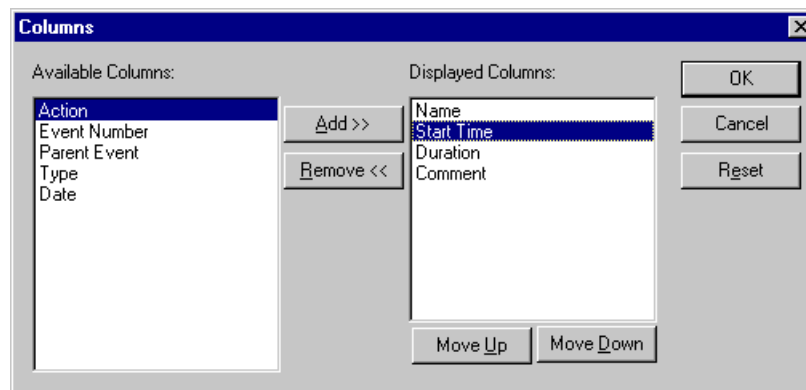 Columns
Available Columns:
Action
Event Number
Parent Event
Type
Date
Add >>
Remove <<
Displayed Columns:
Name
Start Time
Duration
Comment
Move Up
Move Down
OK
Cancel
Reset